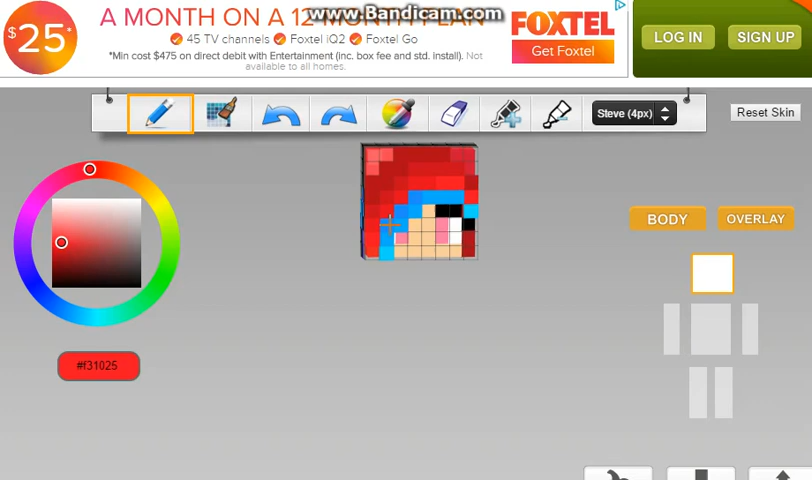 www.Bandicam.com
$25*
A MONTH ON A 12 MONTH PLAN*
45 TV channels Foxtel iQ2 Foxtel Go
*Min cost $475 on direct debit with Entertainment (inc. box fee and std. install). Not
available to all homes.
FOXTEL
Get Foxtel
LOG IN
SIGN UP
Steve (4px)
Reset Skin
BODY
OVERLAY
#f31025